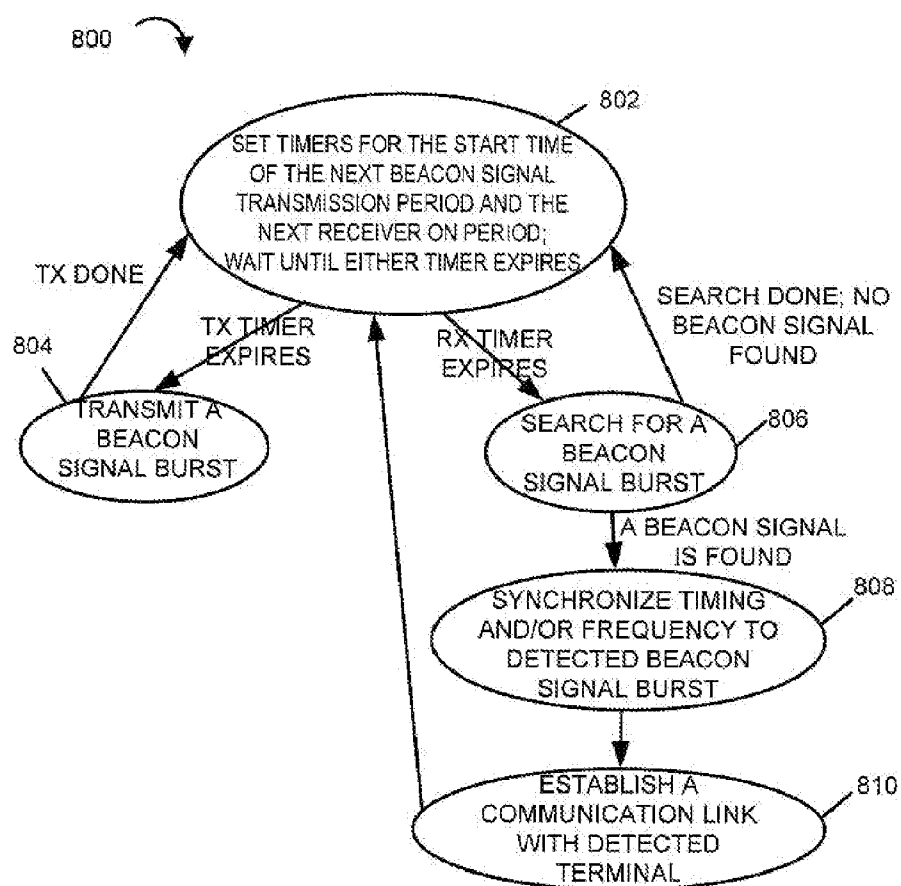 800
802
SET TIMERS FOR THE START TIME
OF THE NEXT BEACON SIGNAL
TRANSMISSION PERIOD AND THE
NEXT RECEIVER ON PERIOD;
WAIT UNTIL EITHER TIMER EXPIRES
TX DONE
TX TIMER
EXPIRES
RX TIMER
EXPIRES
SEARCH DONE; NO
BEACON SIGNAL
FOUND
804
TRANSMIT A
BEACON
SIGNAL BURST
806
SEARCH FOR A
BEACON
SIGNAL BURST
A BEACON SIGNAL
IS FOUND
808
SYNCHRONIZE TIMING
AND/OR FREQUENCY TO
DETECTED BEACON
SIGNAL BURST
810
ESTABLISH A
COMMUNICATION LINK
WITH DETECTED
TERMINAL